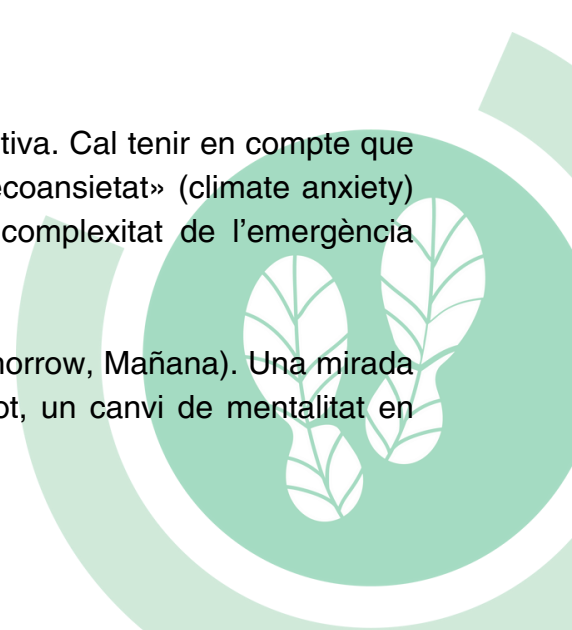 tiva. Cal tenir en compte que
ecoansietat» (climate anxiety)
complexitat de l’emergència
morrow, Mañana). Una mirada
ot, un canvi de mentalitat en